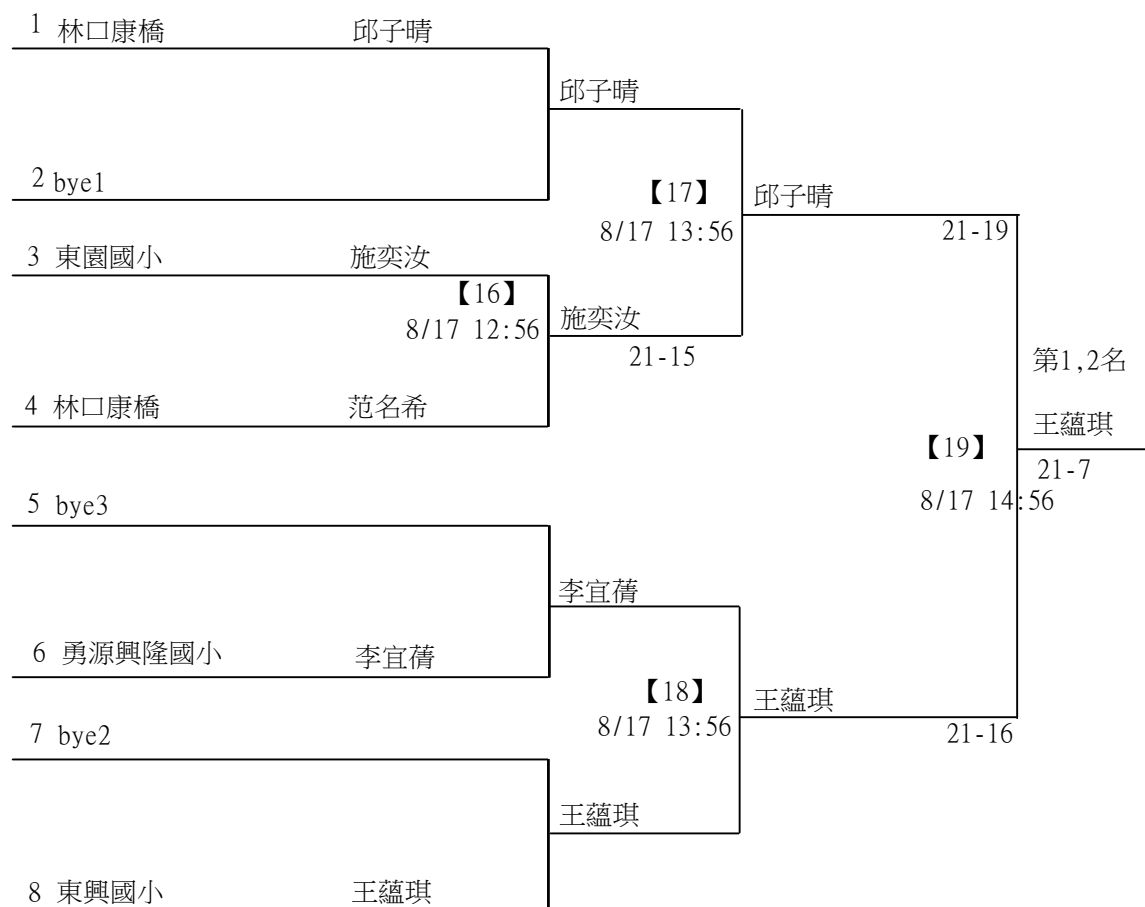 1 林口康橋 邱子晴
邱子晴
2 bye1
【17】
8/17 13:56
邱子晴
21-19
3 東園國小 施奕汝
【16】
8/17 12:56
施奕汝
21-15
4 林口康橋 范名希
第1,2名
王蘊琪
【19】
21-7
8/17 14:56
5 bye3
李宜蒨
6 勇源興隆國小 李宜蒨
【18】
8/17 13:56
王蘊琪
21-16
7 bye2
王蘊琪
8 東興國小 王蘊琪